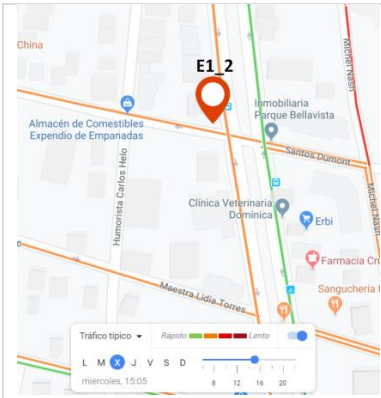 China
E1_2
Michel Nash
Almacén de Comestibles
Expendio de Empanadas
Inmobiliaria
Parque Bellavista
Humorista Carlos Helo
Santos Dumont
Michel Nash
Clínica Veterinaria
Dominica
Erbi
Farmacia Cru
Maestra Lidia Torres
Sanguchería
Tráfico típico
Rápido
Lento
L M X J V S D
miércoles, 15:05
8 12 16 20